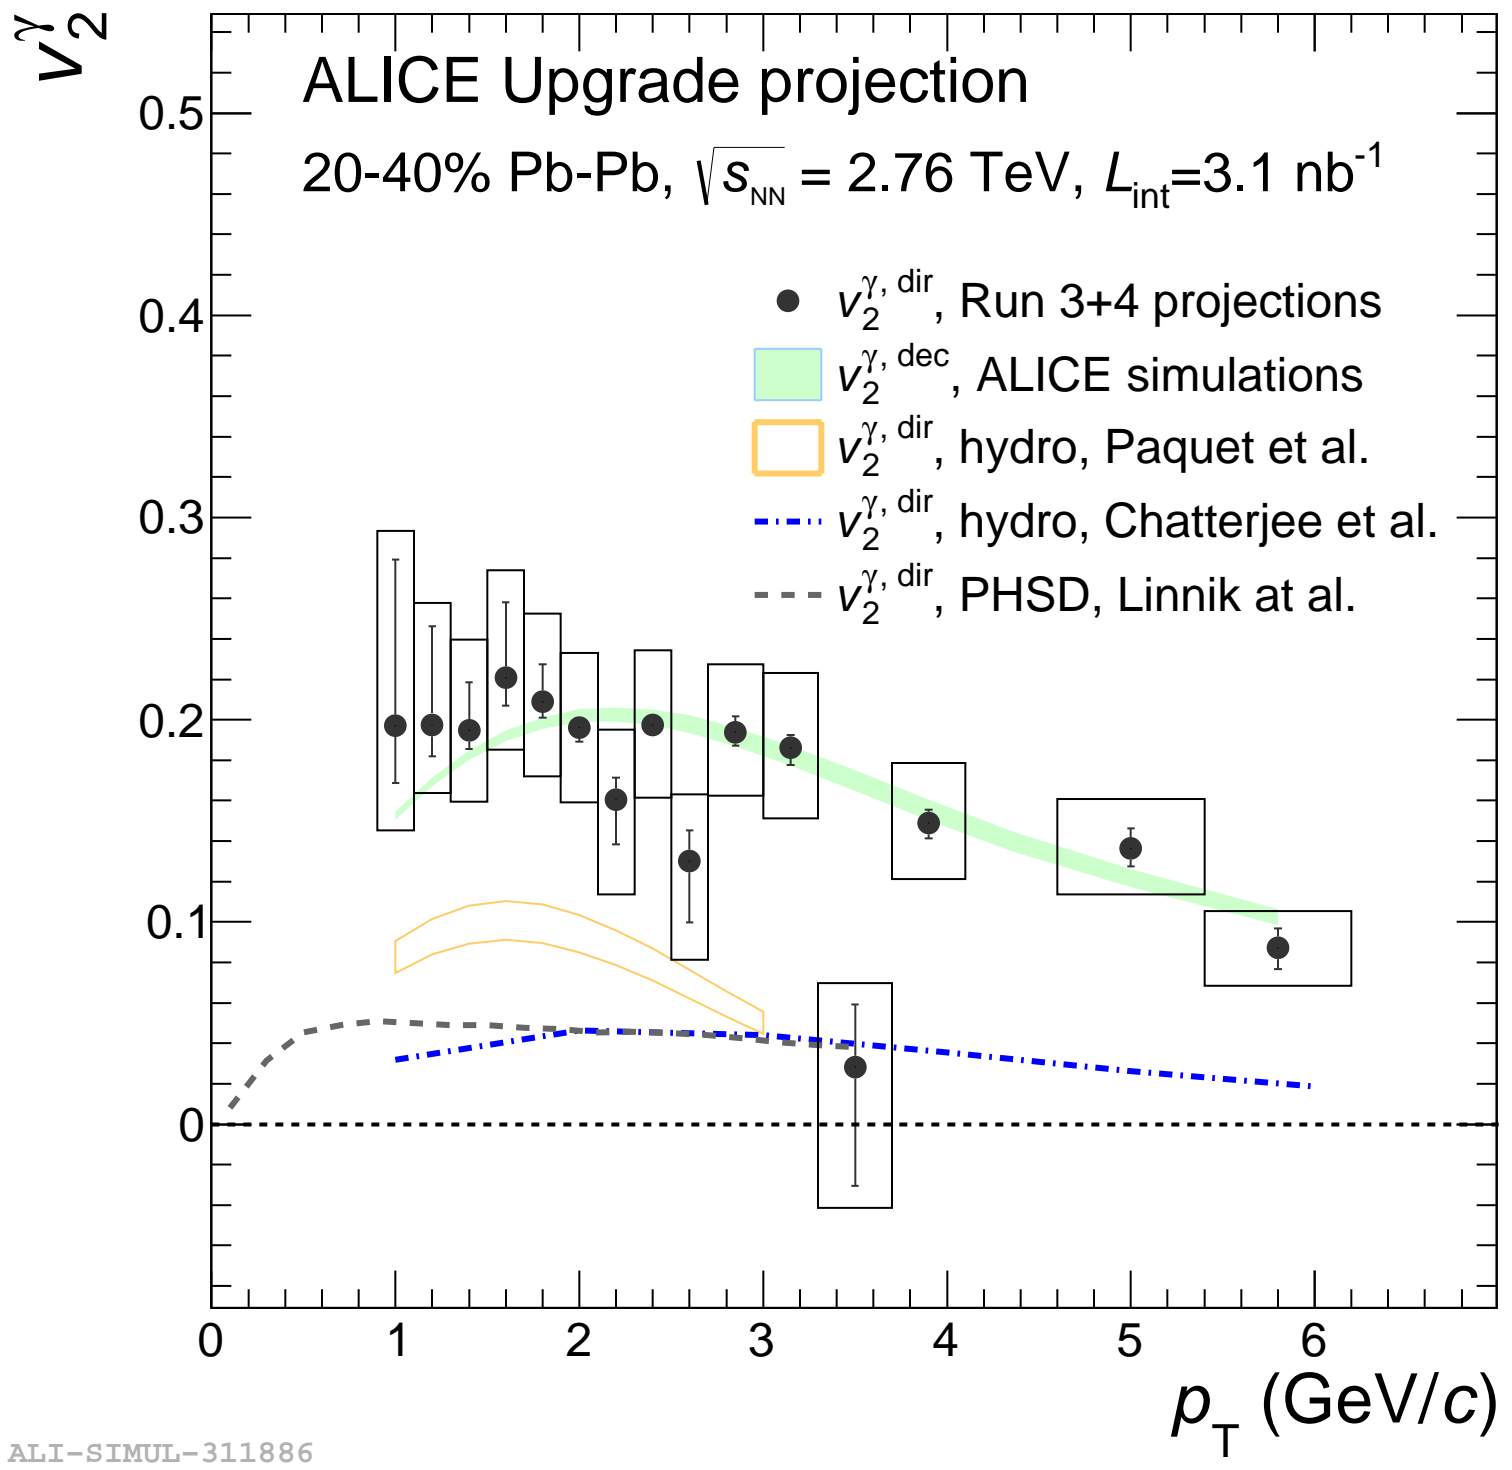 v₂^γ
ALICE Upgrade projection
20-40% Pb-Pb, √s_NN = 2.76 TeV, L_int=3.1 nb⁻¹
v₂^γ, dir, Run 3+4 projections
v₂^γ, dec, ALICE simulations
v₂^γ, dir, hydro, Paquet et al.
v₂^γ, dir, hydro, Chatterjee et al.
v₂^γ, dir, PHSD, Linnik at al.
0.5
0.4
0.3
0.2
0.1
0
0 1 2 3 4 5 6
p_T (GeV/c)
ALI-SIMUL-311886